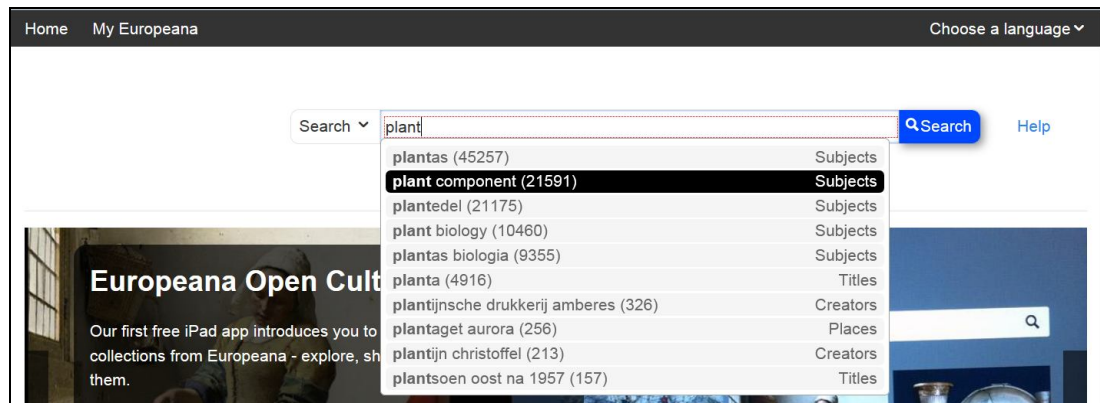 Home My Europeana Choose a language
Search plant Search Help
plantas (45257) Subjects
plant component (21591) Subjects
plantedel (21175) Subjects
plant biology (10460) Subjects
plantas biologia (9355) Subjects
planta (4916) Titles
plantijnsche drukkerij amberes (326) Creators
plantaget aurora (256) Places
plantijn christoffel (213) Creators
plantsoen oost na 1957 (157) Titles
Europeana Open Cult
Our first free iPad app introduces you to
collections from Europeana - explore, sh
them.